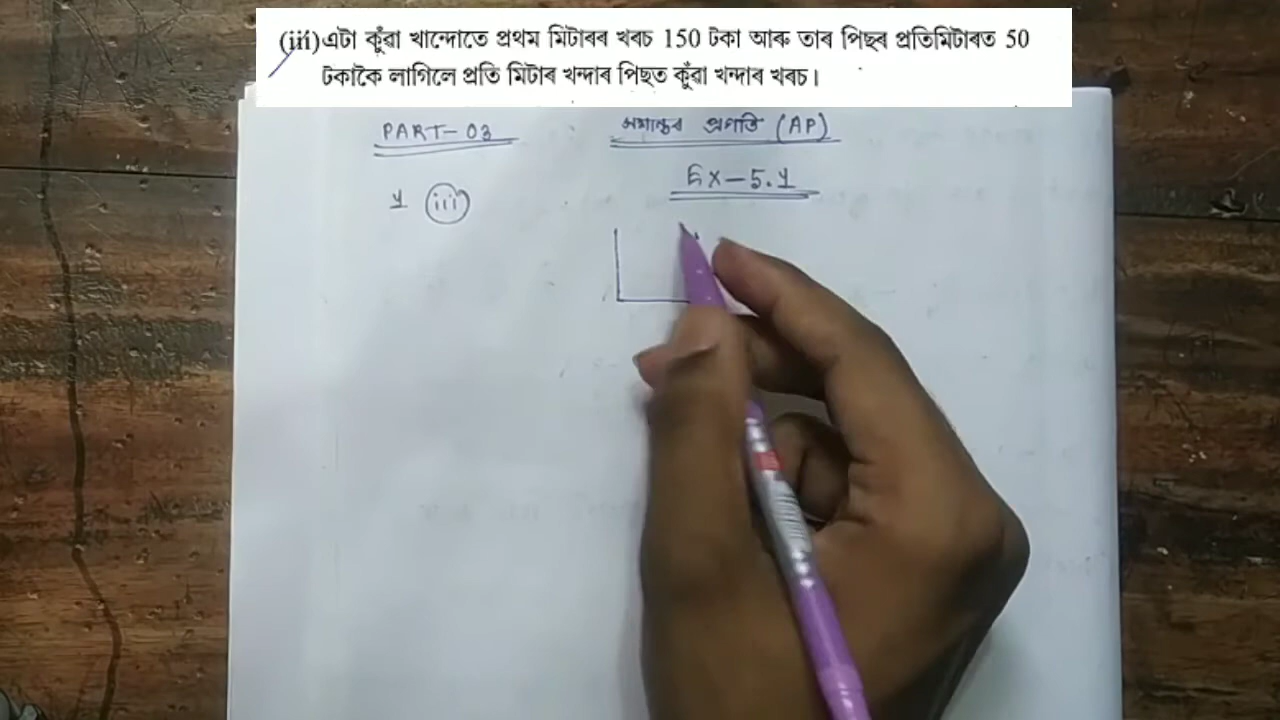 (iii) এটা কুঁৱা খান্দোতে প্ৰথম মিটাৰৰ খৰচ 150 টকা আৰু তাৰ পিছৰ প্ৰতিমিটাৰত 50
টকাকৈ লাগিলে প্ৰতি মিটাৰ খন্দাৰ পিছত কুঁৱা খন্দাৰ খৰচ।
PART-03
সমান্তৰ প্ৰগতি (AP)
Ex-5.1
1 (iii)